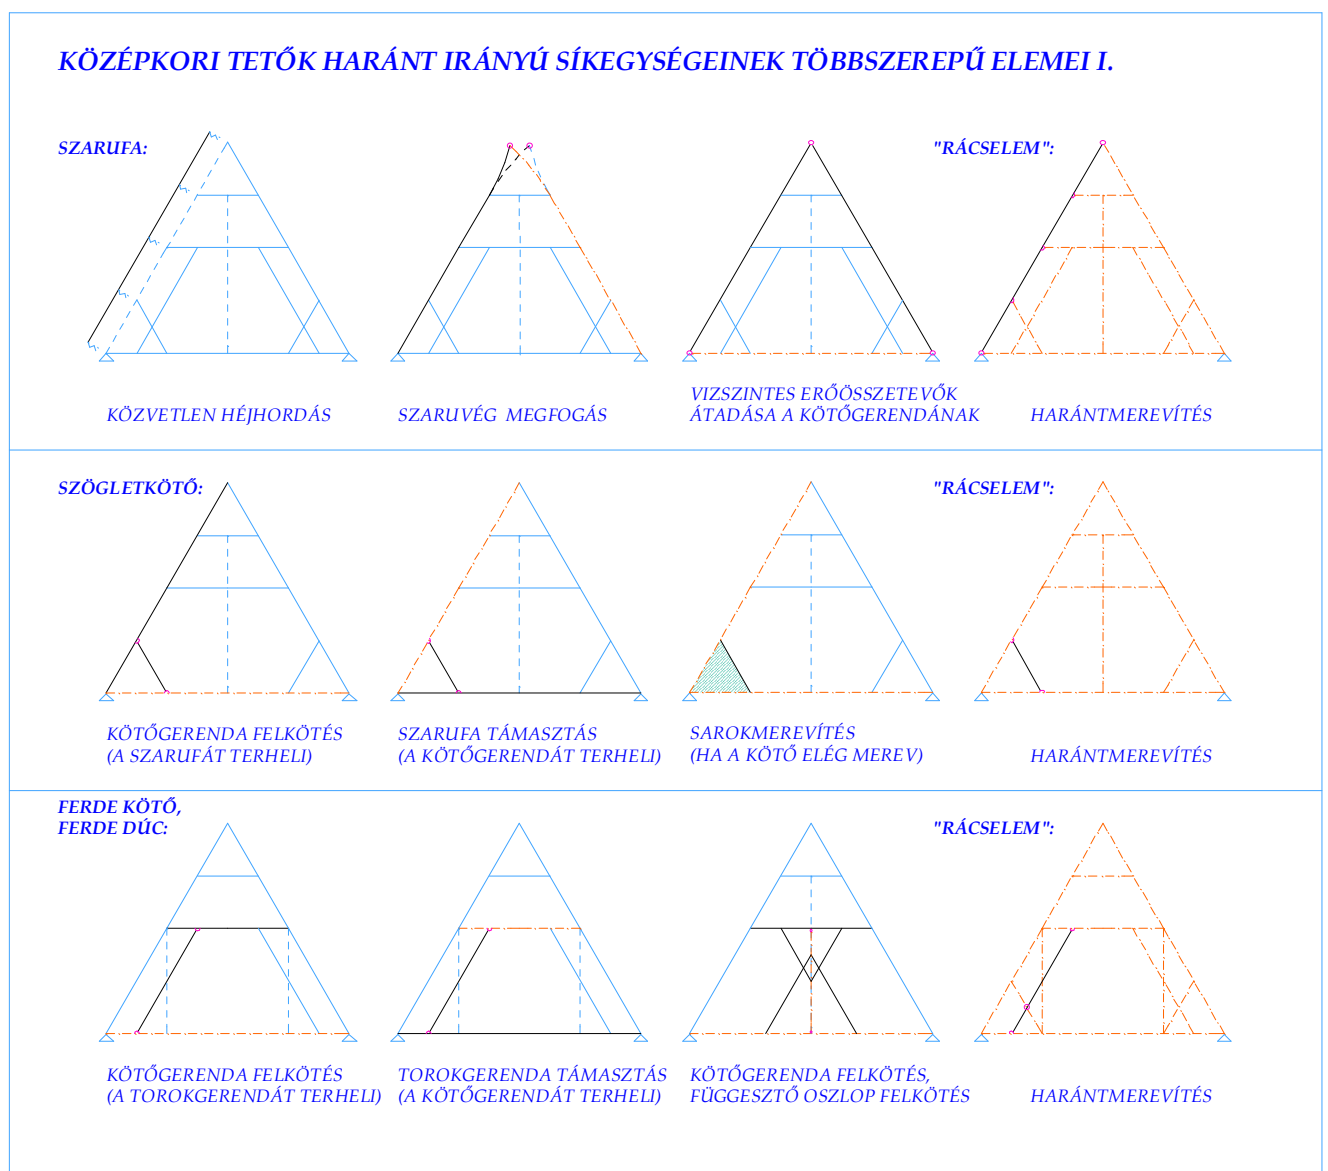 KÖZÉPKORI TETŐK HARÁNT IRÁNYÚ SÍKEGYSÉGEINEK TÖBBSZEREPŰ ELEMEI I.
SZARUFA:
"RÁCSELEM":
KÖZVETLEN HÉJHORDÁS
SZARUVÉG MEGFOGÁS
VIZSZINTES ERŐÖSSZETEVŐK
ÁTADÁSA A KÖTŐGERENDÁNAK
HARÁNTMEREVÍTÉS
SZÖGLETKÖTŐ:
"RÁCSELEM":
KÖTŐGERENDA FELKÖTÉS
(A SZARUFÁT TERHELI)
SZARUFA TÁMASZTÁS
(A KÖTŐGERENDÁT TERHELI)
SAROKMEREVÍTÉS
(HA A KÖTŐ ELÉG MEREV)
HARÁNTMEREVÍTÉS
FERDE KÖTŐ,
FERDE DÚC:
"RÁCSELEM":
KÖTŐGERENDA FELKÖTÉS
(A TOROKGERENDÁT TERHELI)
TOROKGERENDA TÁMASZTÁS
(A KÖTŐGERENDÁT TERHELI)
KÖTŐGERENDA FELKÖTÉS,
FÜGGESZTŐ OSZLOP FELKÖTÉS
HARÁNTMEREVÍTÉS